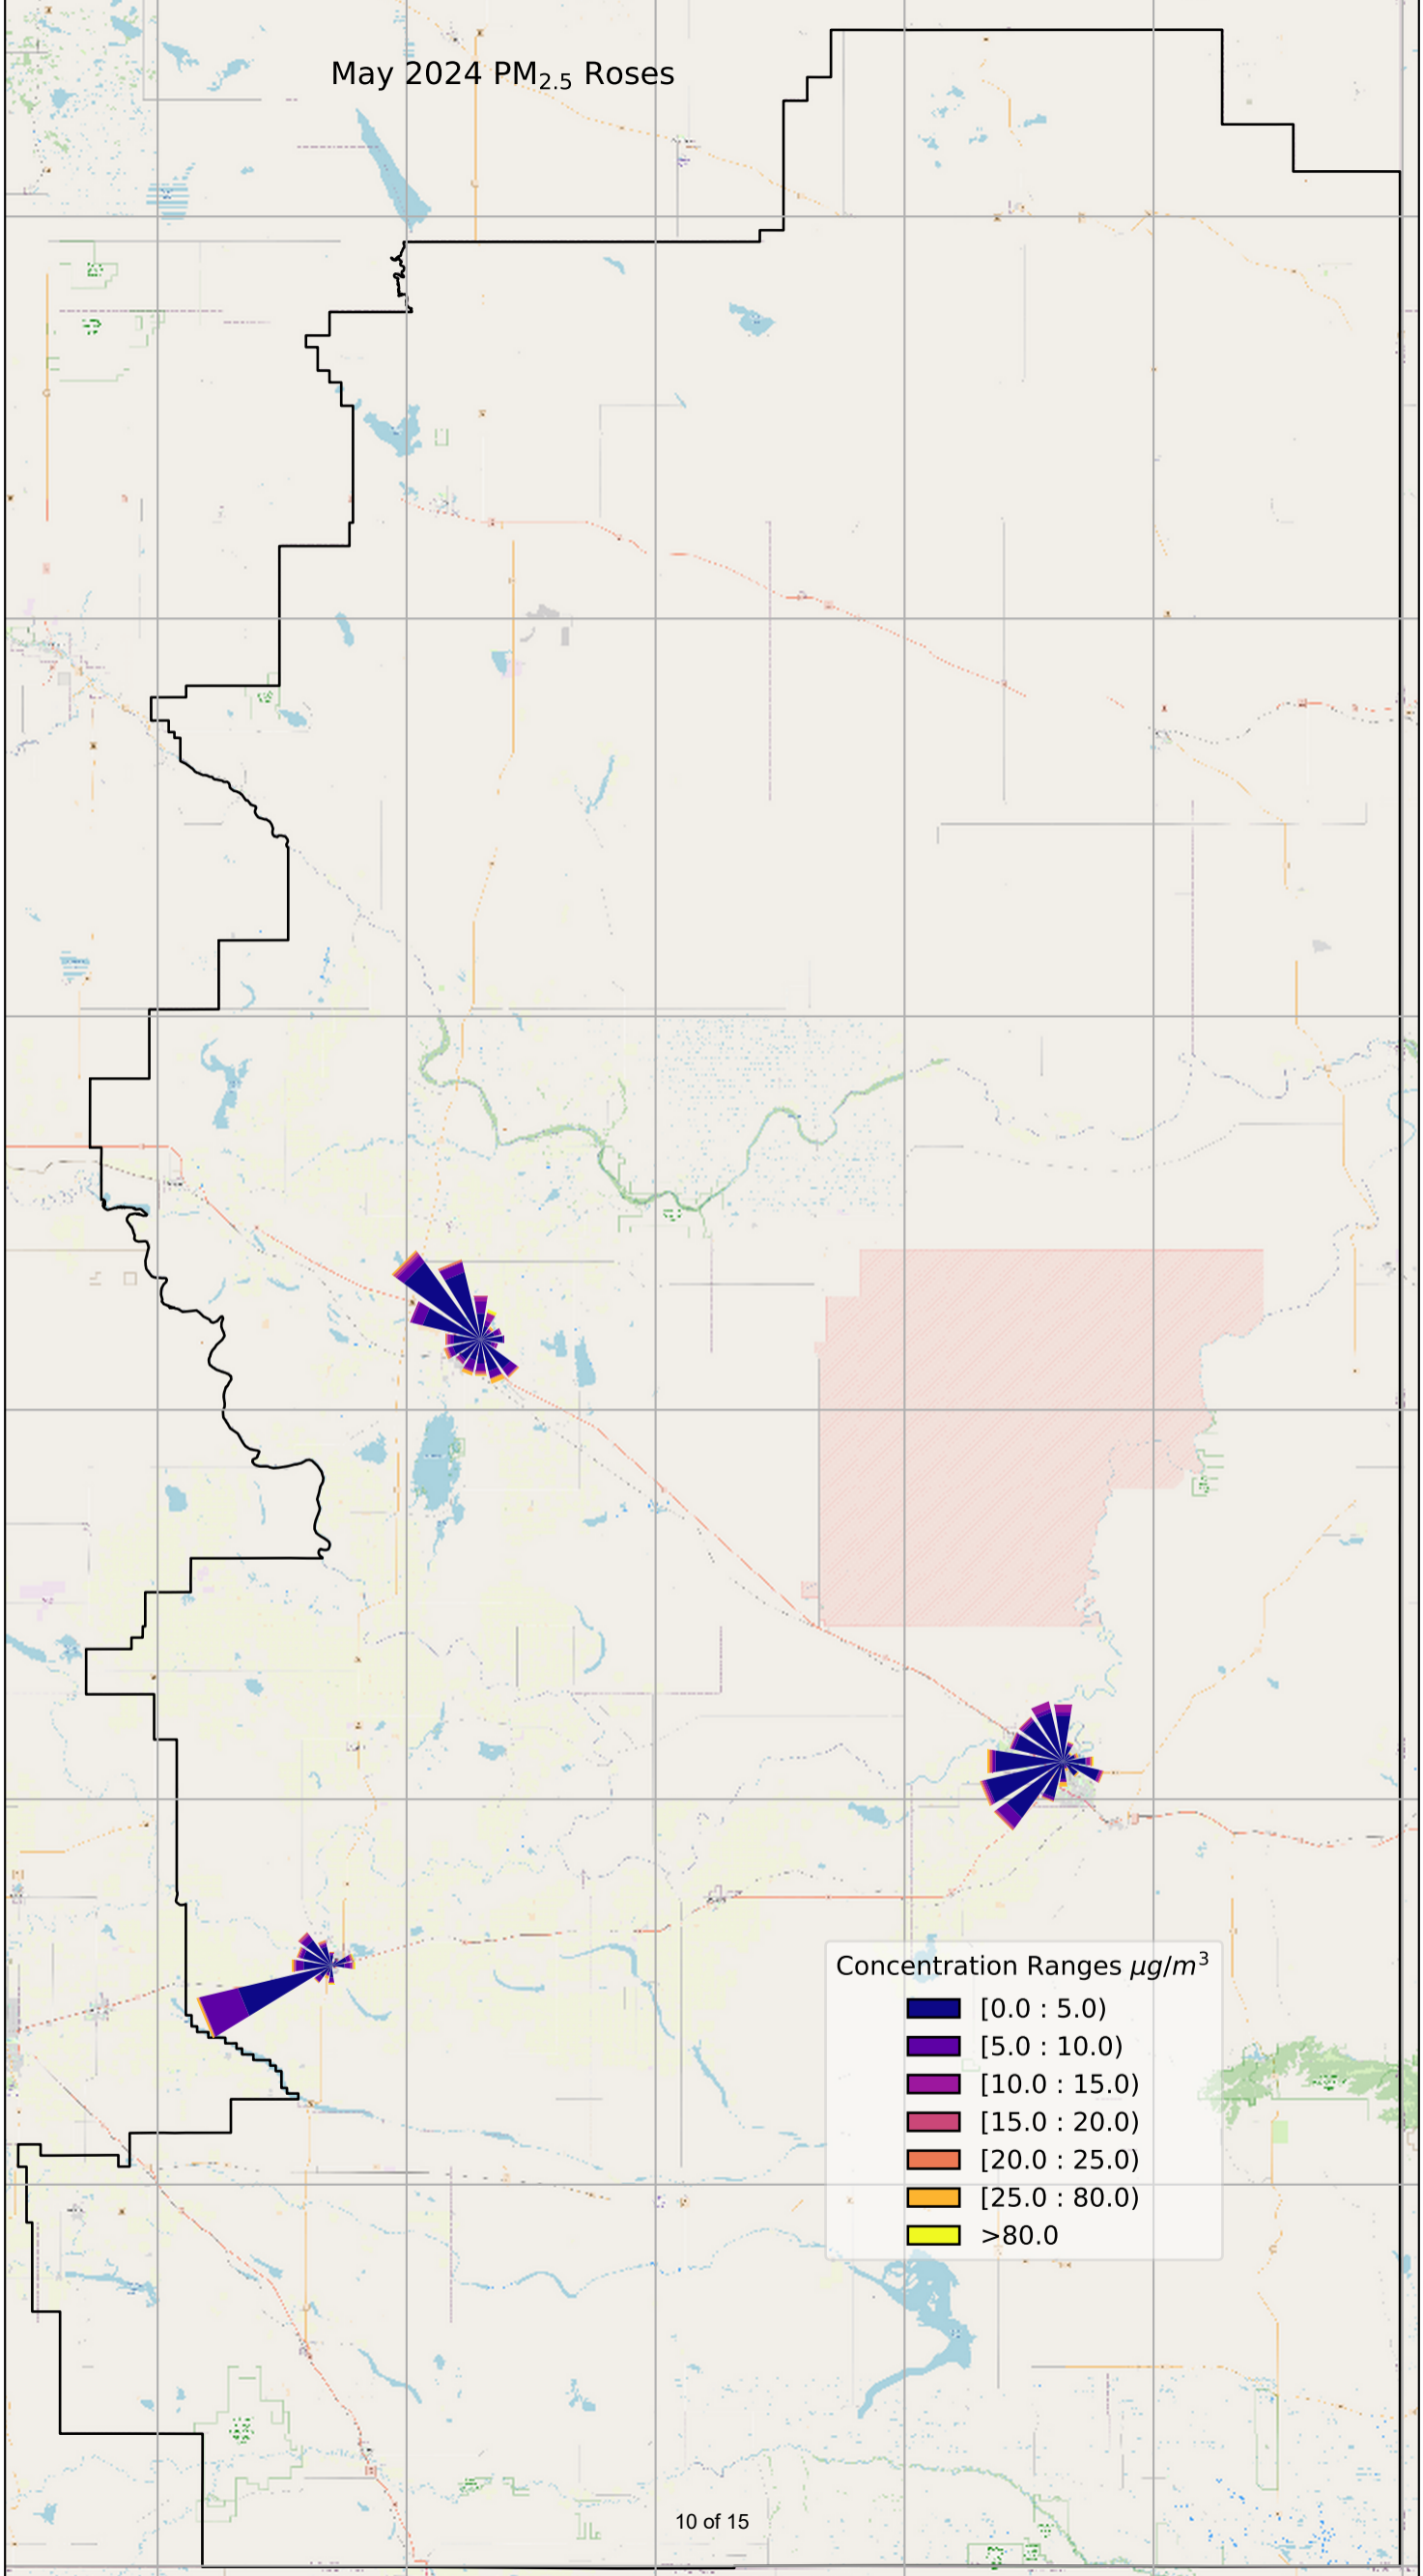 May 2024 PM2.5 Roses
Concentration Ranges μg/m³
[0.0 : 5.0)
[5.0 : 10.0)
[10.0 : 15.0)
[15.0 : 20.0)
[20.0 : 25.0)
[25.0 : 80.0)
>80.0
10 of 15